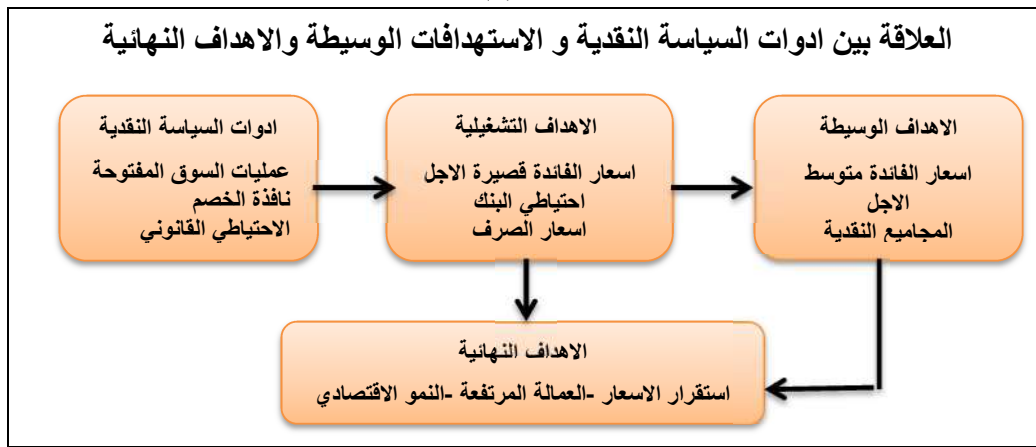 العلاقة بين ادوات السياسة النقدية و الاستهدافات الوسيطة والاهداف النهائية
ادوات السياسة النقدية
عمليات السوق المفتوحة
نافذة الخصم
الاحتياطي القانوني
الاهداف التشغيلية
اسعار الفائدة قصيرة الاجل
احتياطي البنك
اسعار الصرف
الاهداف الوسيطة
اسعار الفائدة متوسط
الاجل
المجاميع النقدية
الاهداف النهائية
استقرار الاسعار -العمالة المرتفعة -النمو الاقتصادي